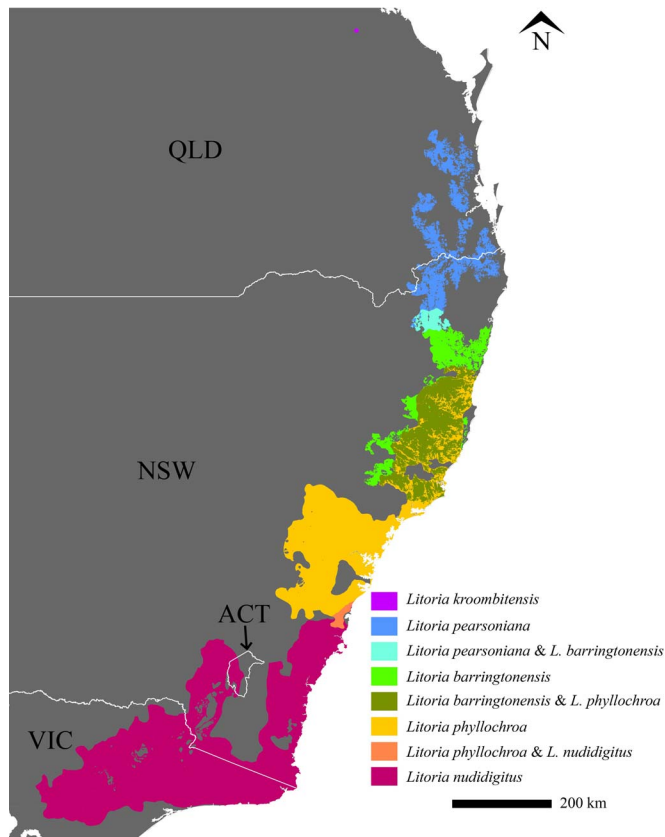 N
QLD
NSW
ACT
VIC
Litoria kroombitensis
Litoria pearsoniana
Litoria pearsoniana & L. barringtonensis
Litoria barringtonensis
Litoria barringtonensis & L. phyllochroa
Litoria phyllochroa
Litoria phyllochroa & L. nudidigitus
Litoria nudidigitus
200 km